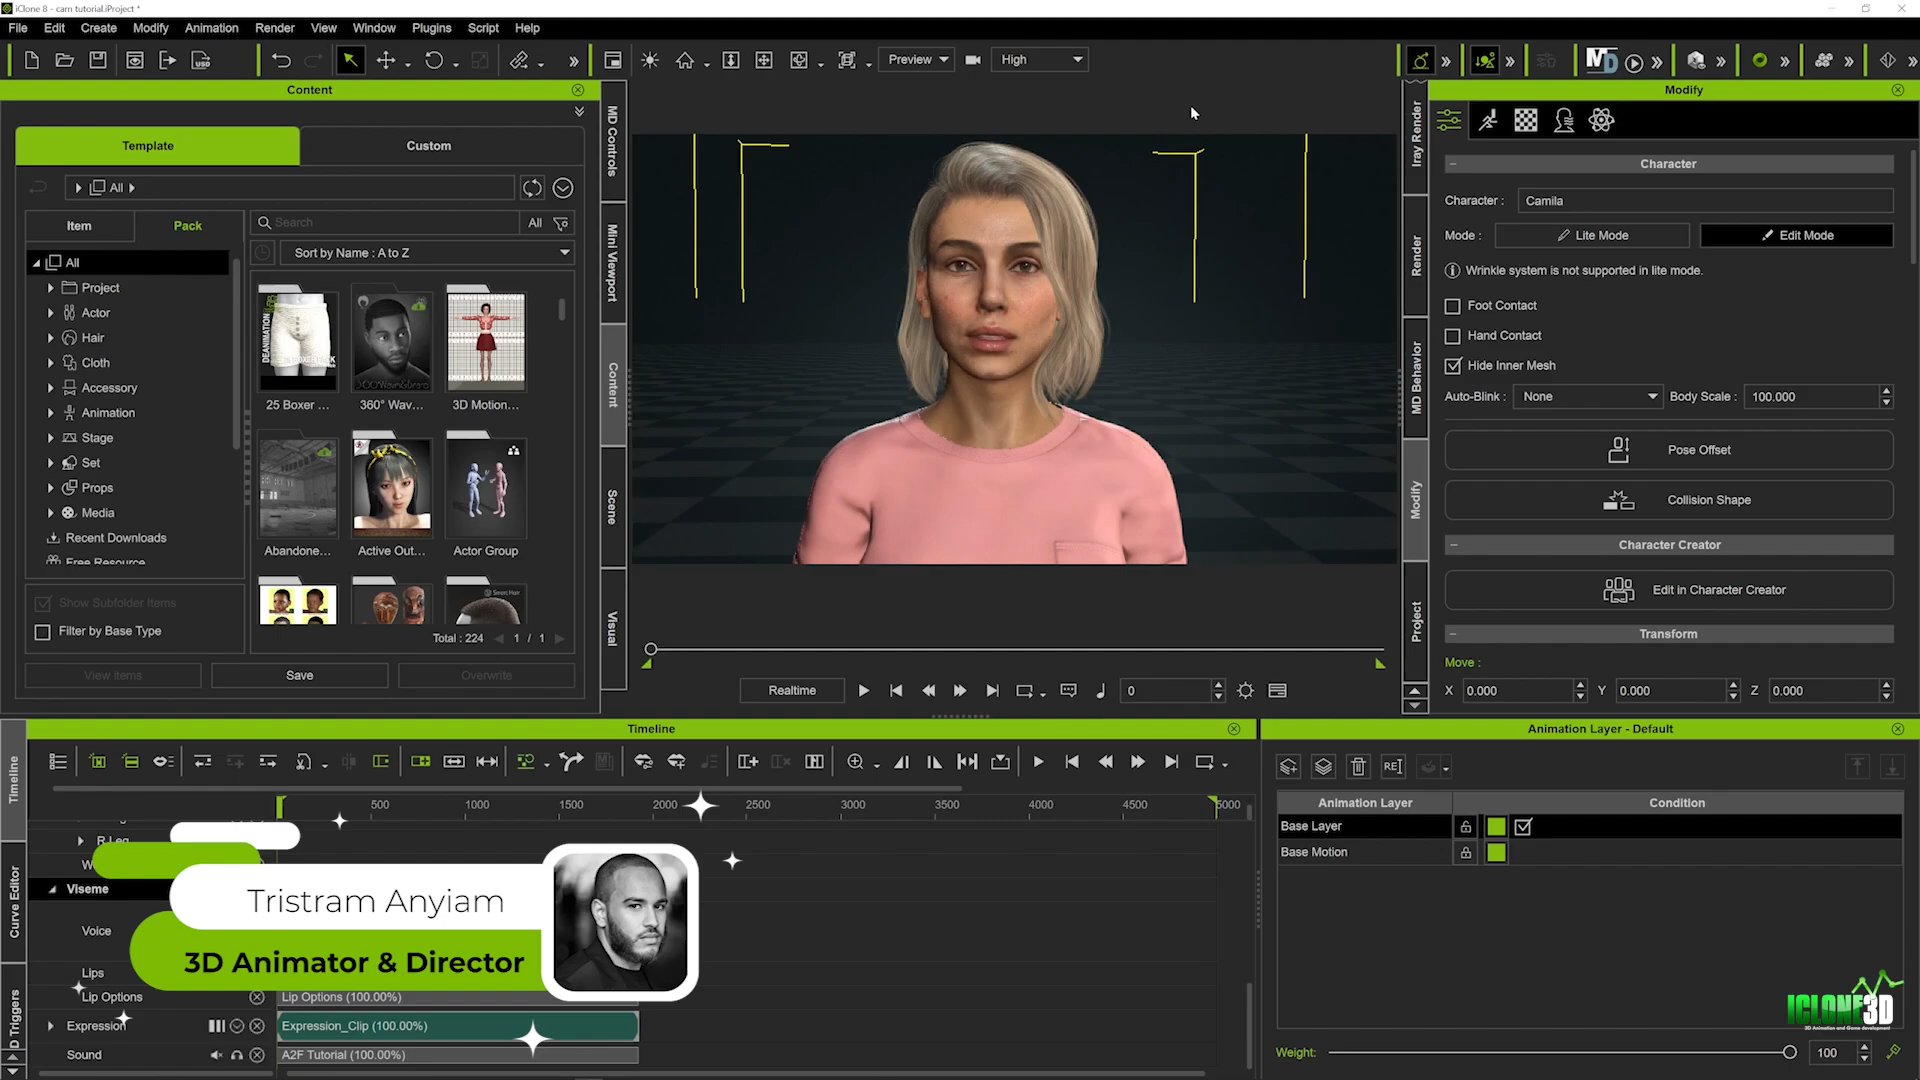 iClone 8 - cam tutorial.iProject *
File Edit Create Modify Animation Render View Window Plugins Script Help
Preview High
Content
Template Custom
All
Item Pack
Search All
Sort by Name : A to Z
All
Project
Actor
Hair
Cloth
Accessory
Animation
Stage
Set
Props
Media
Recent Downloads
Free Resource
25 Boxer ... 360° Wav... 3D Motion...
Abandone... Active Out... Actor Group
Show Subfolder Items
Filter by Base Type
Total : 224 1 / 1
View Items Save Overwrite
MD Controls
Mini Viewport
Content
Scene
Visual
Realtime 0
Iray Render
Render
MD Behavior
Modify
Project
Modify
Character
Character : Camila
Mode : Lite Mode Edit Mode
Wrinkle system is not supported in lite mode.
Foot Contact
Hand Contact
Hide Inner Mesh
Auto-Blink : None Body Scale : 100.000
Pose Offset
Collision Shape
Character Creator
Edit in Character Creator
Transform
Move :
X 0.000 Y 0.000 Z 0.000
Timeline
Timeline
Curve Editor
D Triggers
500 1000 1500 2000 2500 3000 3500 4000 4500 5000
R Leg
Viseme
Voice
Lips
Lip Options Lip Options (100.00%)
Expression Expression_Clip (100.00%)
Sound A2F Tutorial (100.00%)
Tristram Anyiam
3D Animator & Director
Animation Layer - Default
REI
Animation Layer Condition
Base Layer
Base Motion
Weight: 100
ICLONE3D
3D Animation and Game development